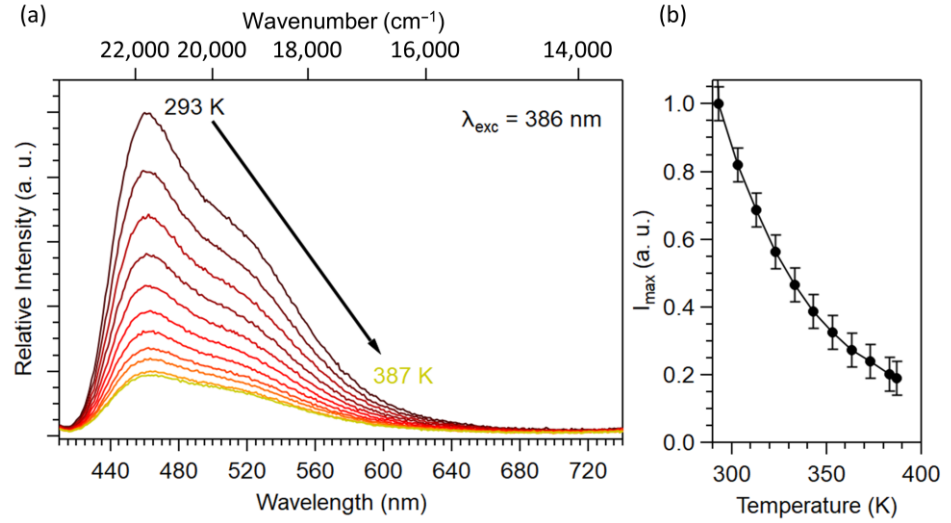 (a)
Wavenumber (cm⁻¹)
22,000 20,000 18,000 16,000 14,000
293 K
λexc = 386 nm
387 K
Relative Intensity (a. u.)
440 480 520 560 600 640 680 720
Wavelength (nm)
(b)
1.0
0.8
0.6
0.4
0.2
0.0
Imax (a. u.)
300 350 400
Temperature (K)